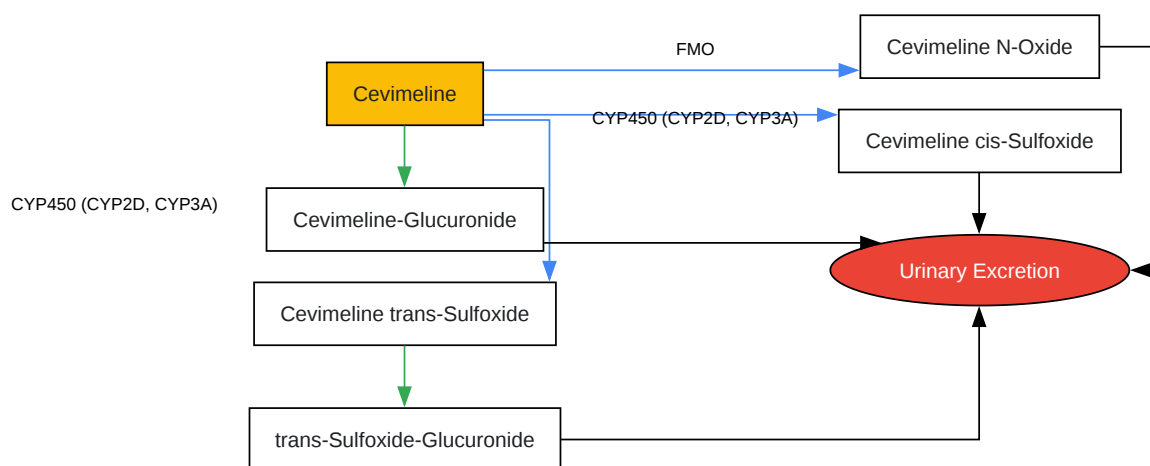 Cevimeline N-Oxide
FMO
Cevimeline
CYP450 (CYP2D, CYP3A)
Cevimeline cis-Sulfoxide
CYP450 (CYP2D, CYP3A)
Cevimeline-Glucuronide
Urinary Excretion
Cevimeline trans-Sulfoxide
trans-Sulfoxide-Glucuronide